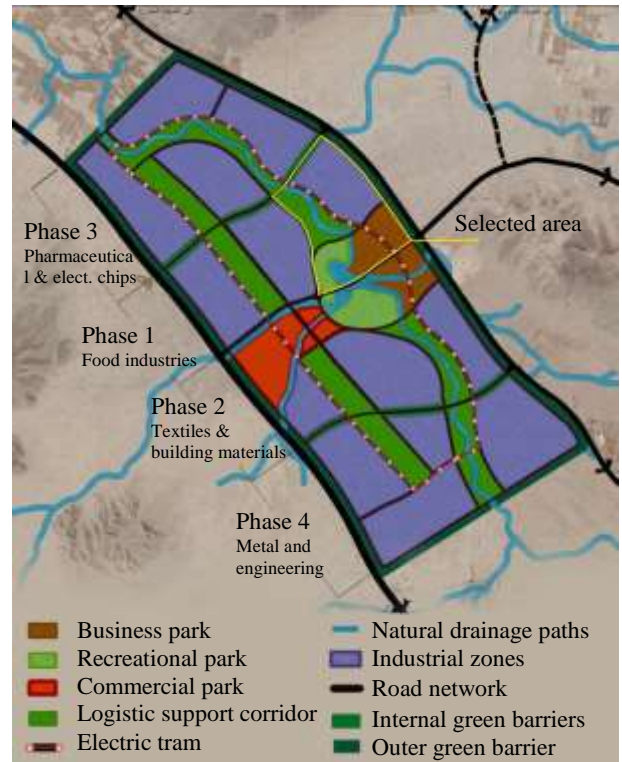 Selected area
Phase 3
Pharmaceutica
l & elect. chips
Phase 1
Food industries
Phase 2
Textiles &
building materials
Phase 4
Metal and
engineering
Business park
Recreational park
Commercial park
Logistic support corridor
Electric tram
Natural drainage paths
Industrial zones
Road network
Internal green barriers
Outer green barrier